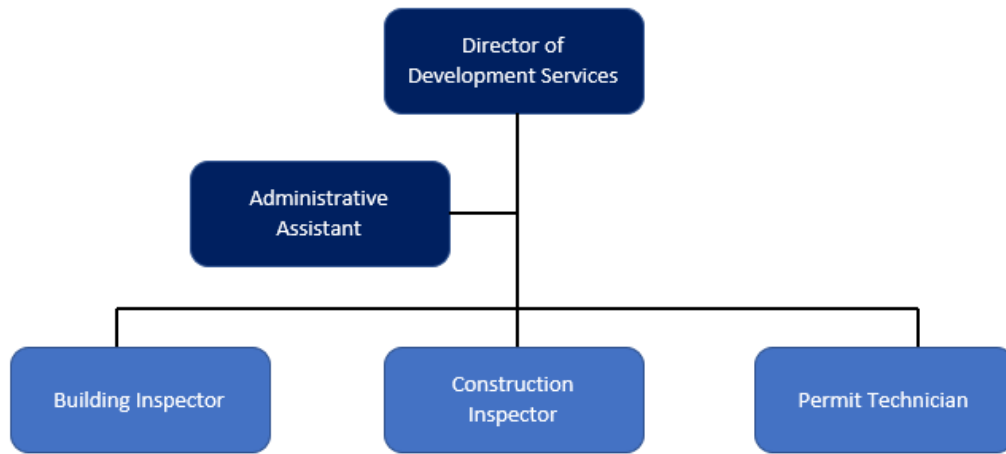 Director of
Development Services
Administrative
Assistant
Building Inspector
Construction
Inspector
Permit Technician